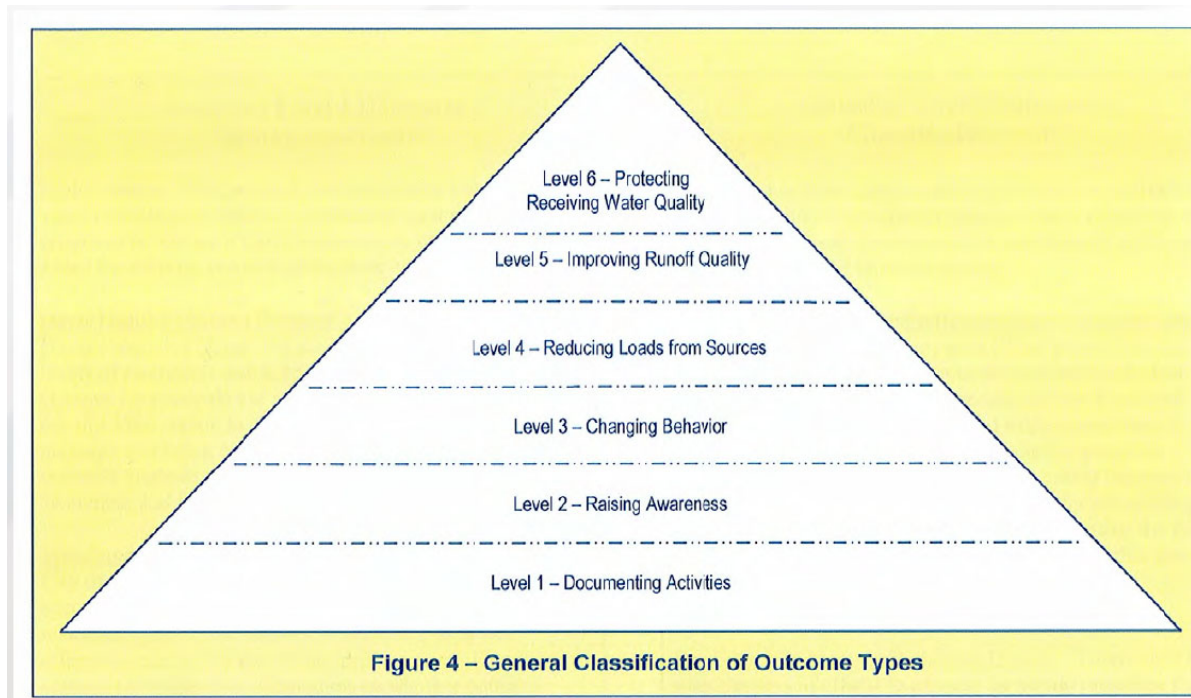 Level 6 – Protecting
Receiving Water Quality
Level 5 – Improving Runoff Quality
Level 4 – Reducing Loads from Sources
Level 3 – Changing Behavior
Level 2 – Raising Awareness
Level 1 – Documenting Activities
Figure 4 – General Classification of Outcome Types